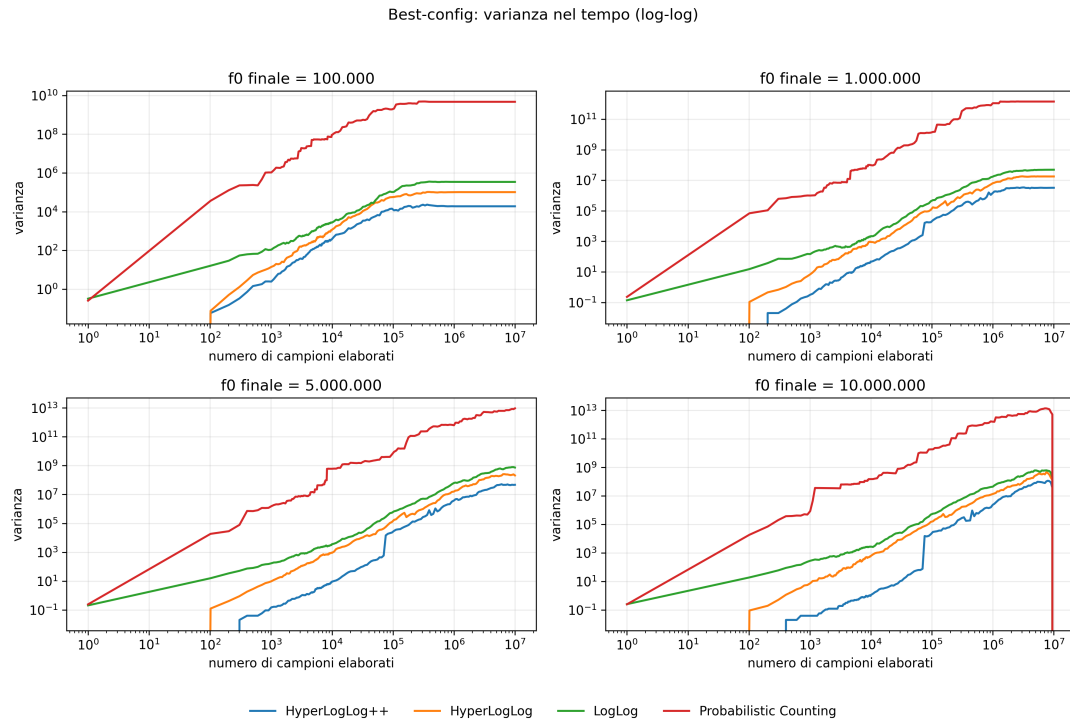 Best-config: varianza nel tempo (log-log)
f0 finale = 100.000
varianza
10^10
10^8
10^6
10^4
10^2
10^0
10^0 10^1 10^2 10^3 10^4 10^5 10^6 10^7
numero di campioni elaborati
f0 finale = 1.000.000
varianza
10^11
10^9
10^7
10^5
10^3
10^1
10^-1
10^0 10^1 10^2 10^3 10^4 10^5 10^6 10^7
numero di campioni elaborati
f0 finale = 5.000.000
varianza
10^13
10^11
10^9
10^7
10^5
10^3
10^1
10^-1
10^0 10^1 10^2 10^3 10^4 10^5 10^6 10^7
numero di campioni elaborati
f0 finale = 10.000.000
varianza
10^13
10^11
10^9
10^7
10^5
10^3
10^1
10^-1
10^0 10^1 10^2 10^3 10^4 10^5 10^6 10^7
numero di campioni elaborati
HyperLogLog++ HyperLogLog LogLog Probabilistic Counting